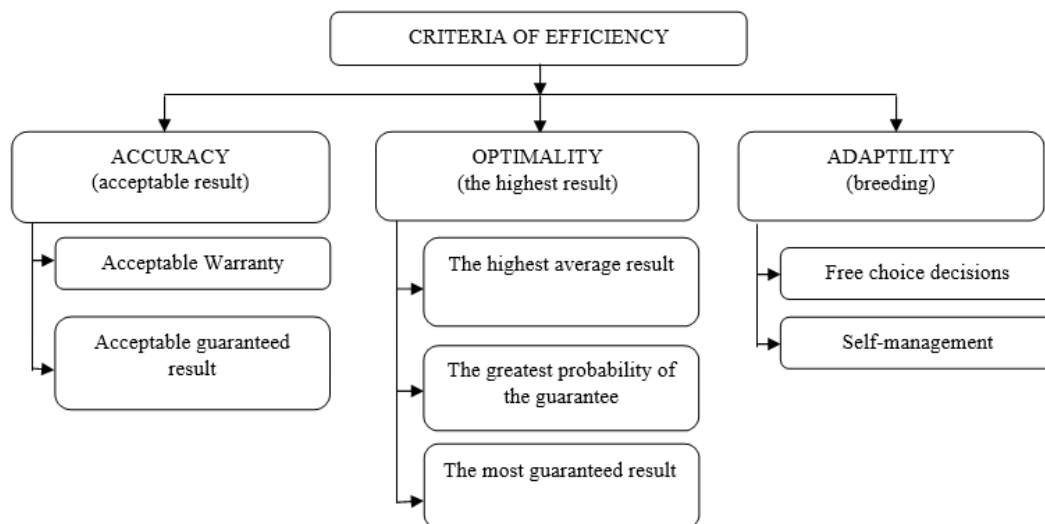 CRITERIA OF EFFICIENCY
ACCURACY
(acceptable result)
Acceptable Warranty
Acceptable guaranteed
result
OPTIMALITY
(the highest result)
The highest average result
The greatest probability of
the guarantee
The most guaranteed result
ADAPTILITY
(breeding)
Free choice decisions
Self-management